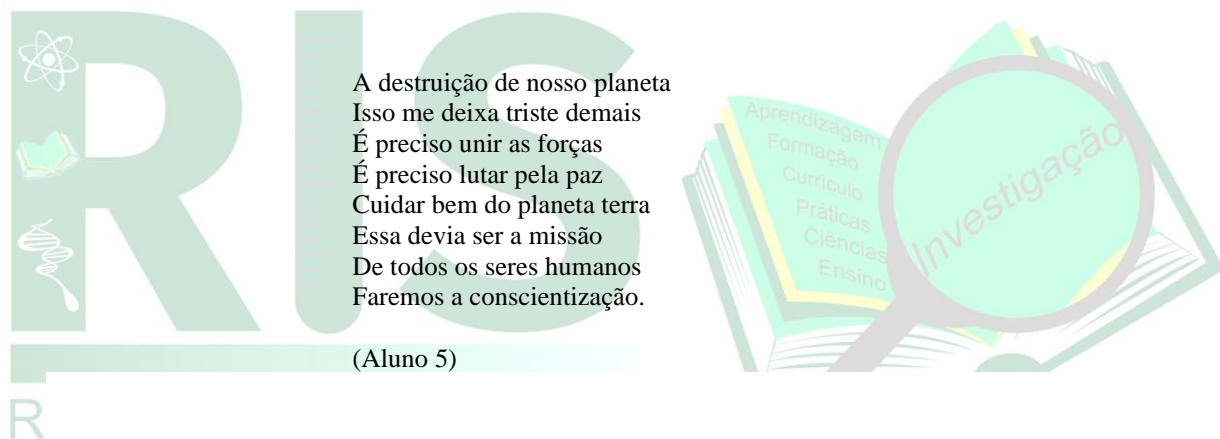 RIS
A destruição de nosso planeta
Isso me deixa triste demais
É preciso unir as forças
É preciso lutar pela paz
Cuidar bem do planeta terra
Essa devia ser a missão
De todos os seres humanos
Faremos a conscientização.
(Aluno 5)
Aprendizagem
Formação
Currículo
Práticas
Ciências
Ensino
Investigação
R